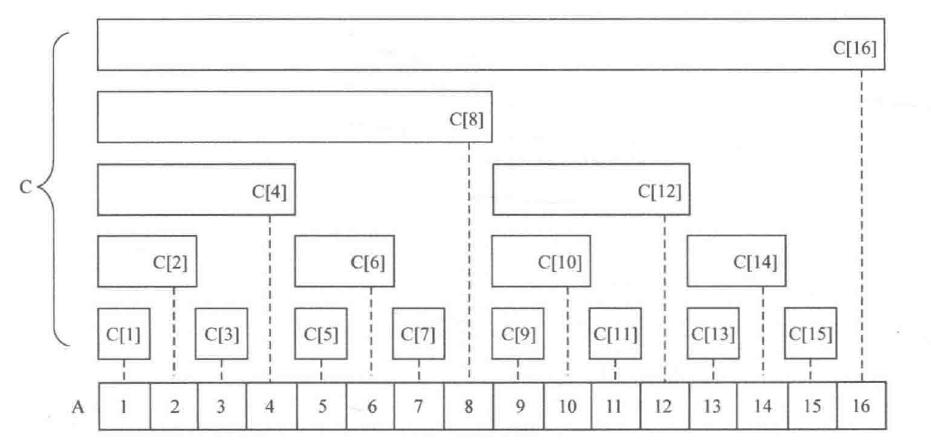 C[16]
C[8]
C
C[4] C[12]
C[2] C[6] C[10] C[14]
C[1] C[3] C[5] C[7] C[9] C[11] C[13] C[15]
A 1 2 3 4 5 6 7 8 9 10 11 12 13 14 15 16